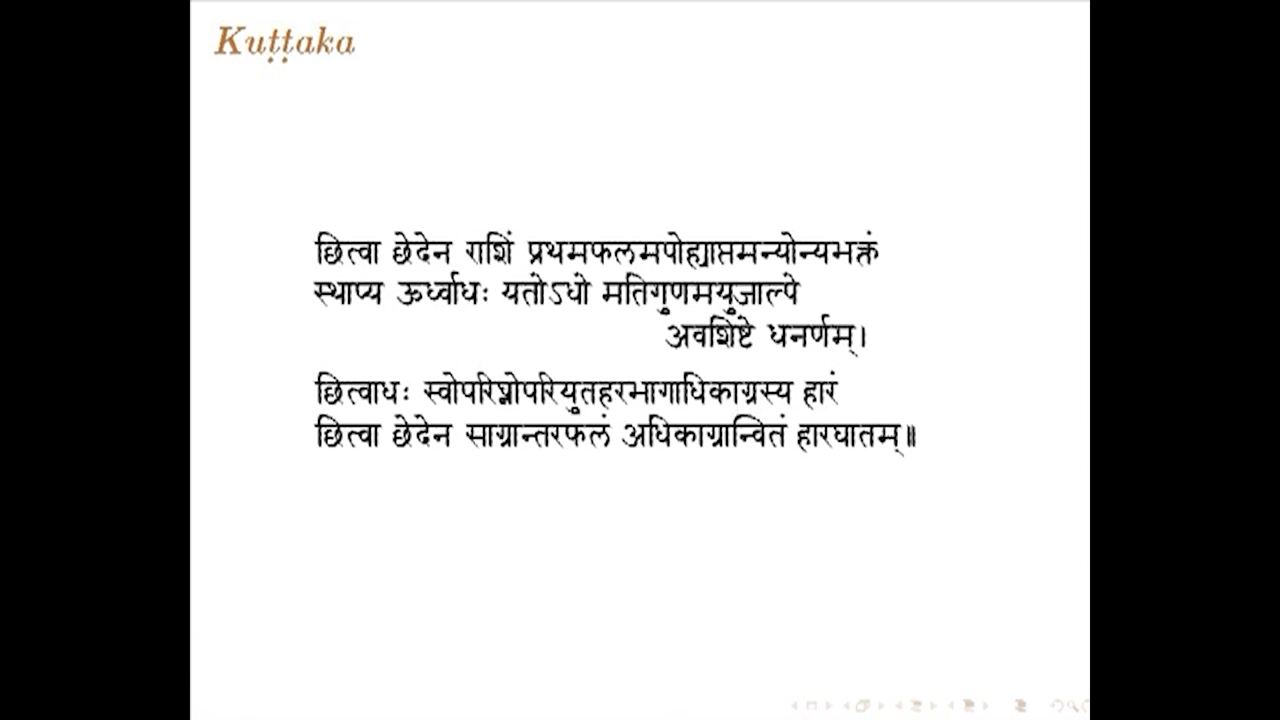 Kuṭṭaka
छित्वा छेदेन राशिं प्रथमफलमपोह्याप्तमन्योन्यभक्तं
स्थाप्य ऊर्ध्वाधः यतोऽधो मतिगुणमयुजाल्पे
अवशिष्टे धनर्णम्।
छित्वाधः स्वोपरिघ्नोपरियुतहरभागाधिकाग्रस्य हारं
छित्वा छेदेन साग्रान्तरफलं अधिकाग्रान्वितं हारघातम्॥